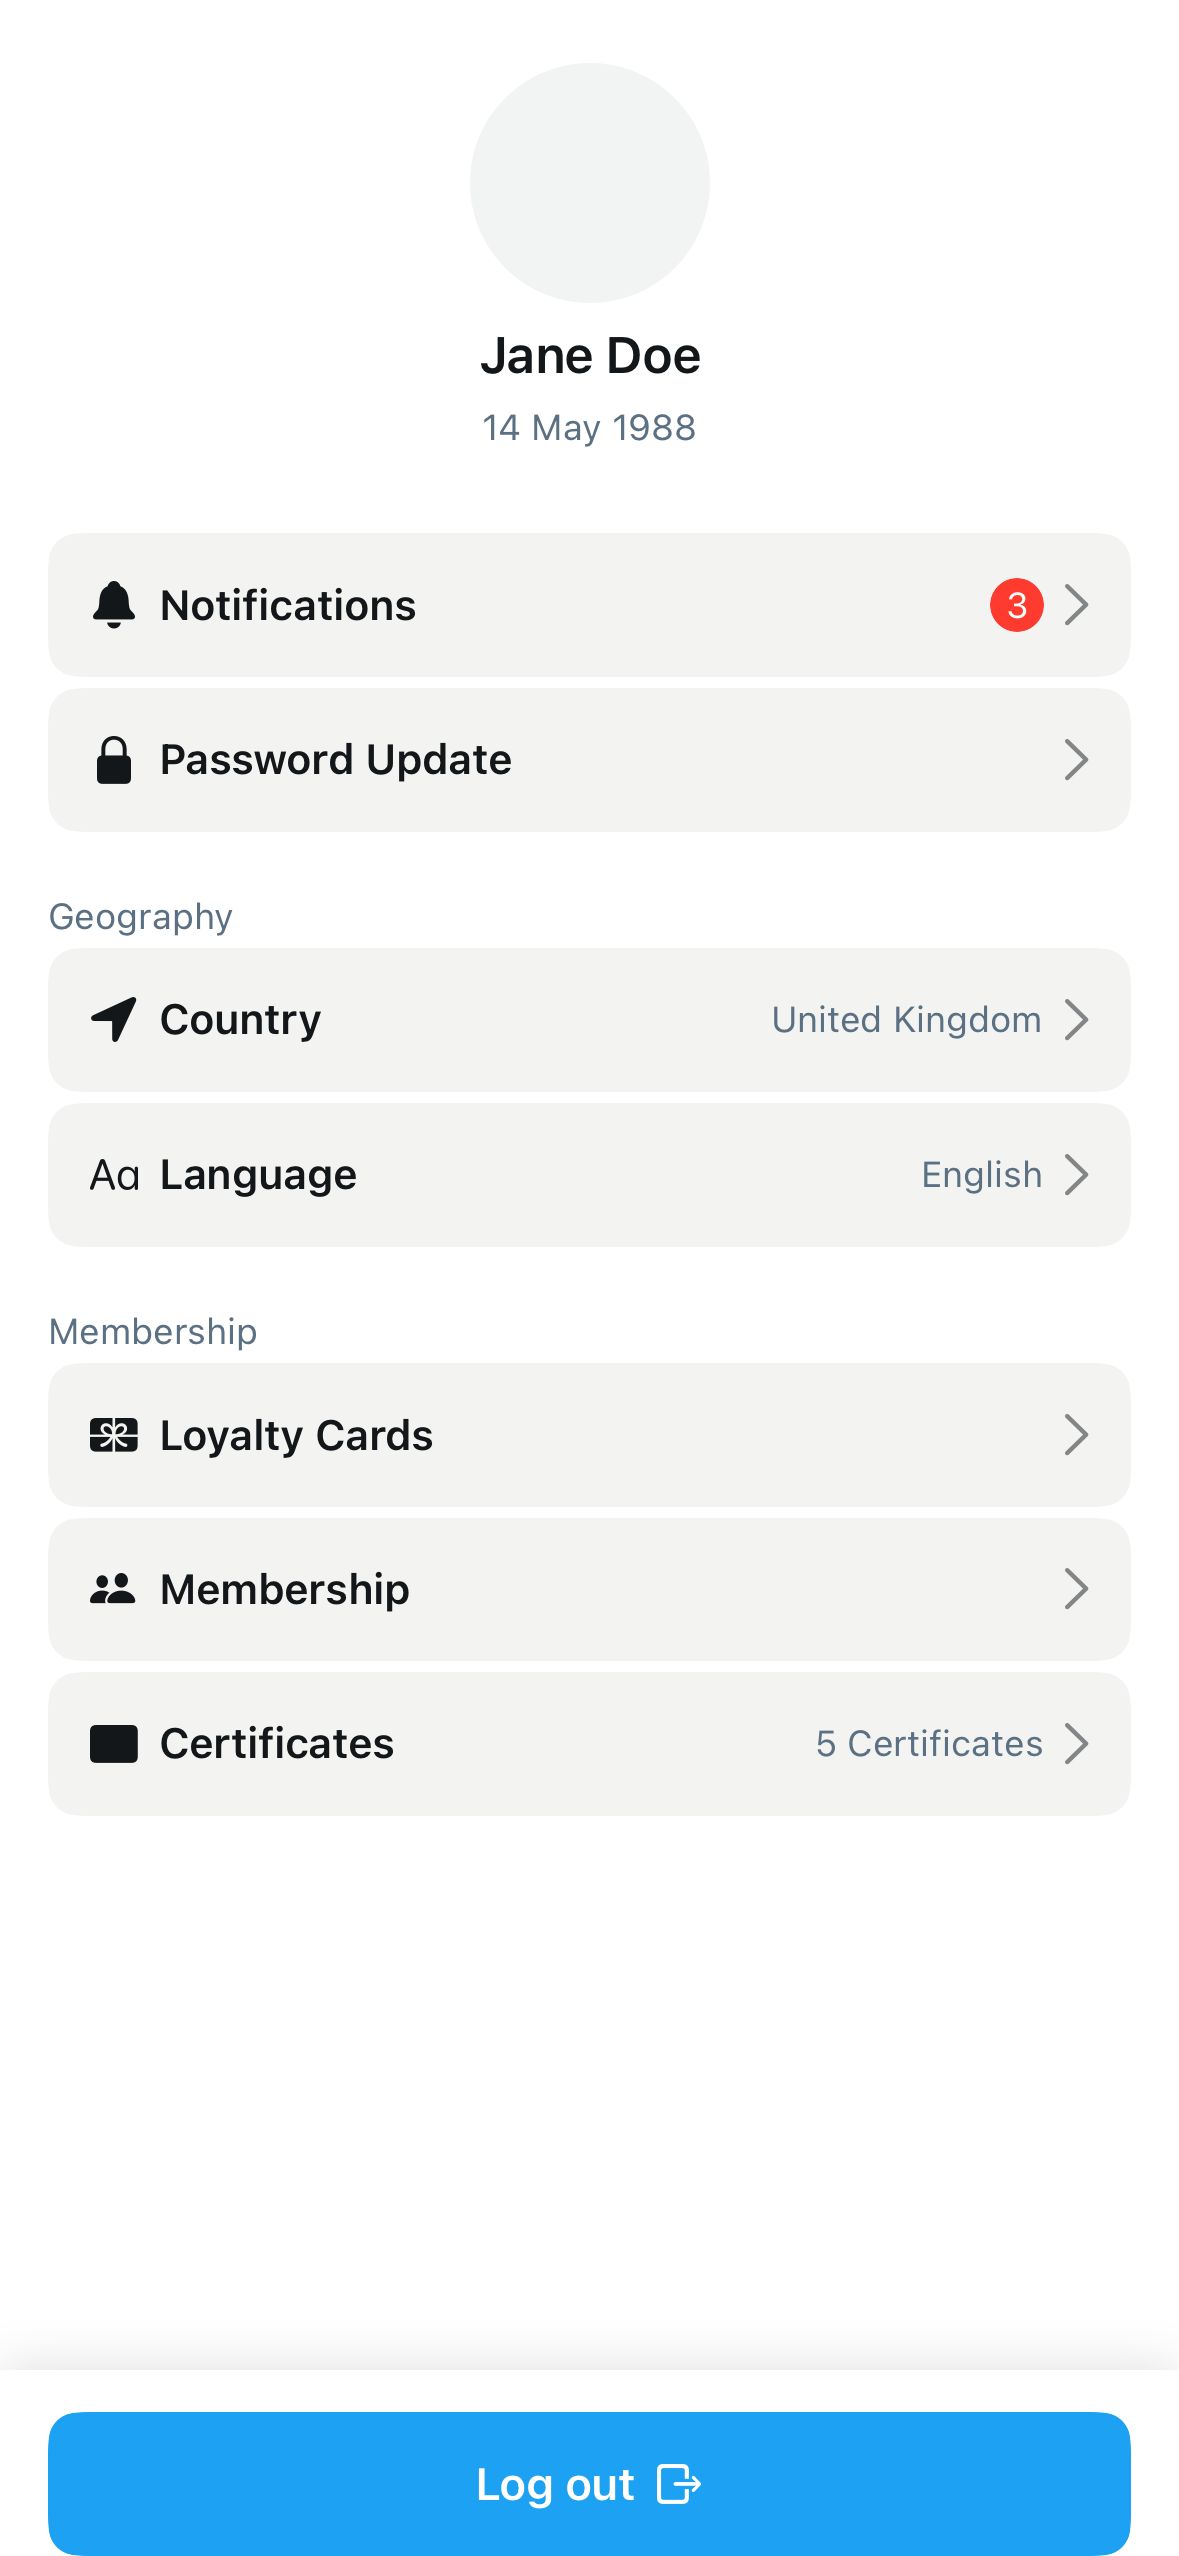 Jane Doe
14 May 1988
Notifications 3
Password Update
Geography
Country United Kingdom
Aa Language English
Membership
Loyalty Cards
Membership
Certificates 5 Certificates
Log out